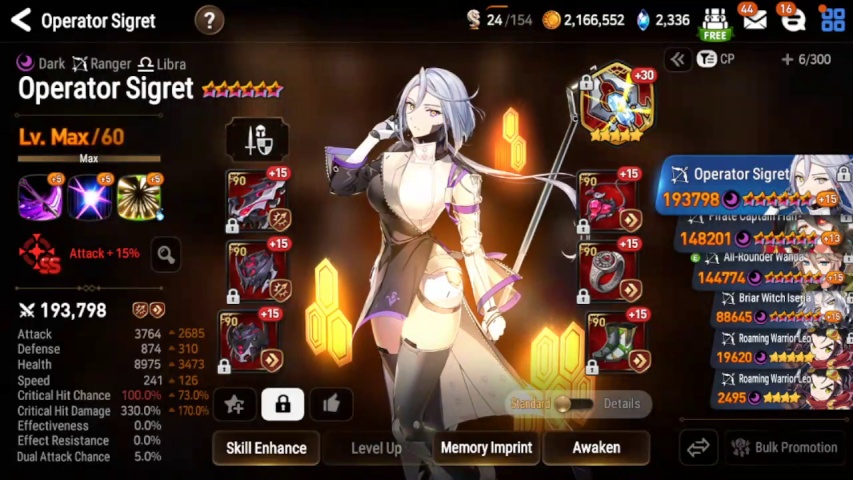 Operator Sigret
?
24/154
2,166,552
2,336
FREE
44
16
Dark Ranger Libra
Operator Sigret
CP
+ 6/300
Lv. Max/60
Max
+5
+5
+5
+30
SS Attack + 15%
90 +15
90 +15
90 +15
+15
90 +15
90 +15
193,798
Attack 3764 2685
Defense 874 310
Health 8975 3473
Speed 241 126
Critical Hit Chance 100.0% 73.0%
Critical Hit Damage 330.0% 170.0%
Effectiveness 0.0%
Effect Resistance 0.0%
Dual Attack Chance 5.0%
Operator Sigret
193798 +15
Pirate Captain Flan
148201 +13
All-Rounder Wanda
144774 +15
Briar Witch Iseria
88645 +15
Roaming Warrior Leo
19620
Roaming Warrior Leo
2495
Standard Details
Skill Enhance
Level Up
Memory Imprint
Awaken
Bulk Promotion